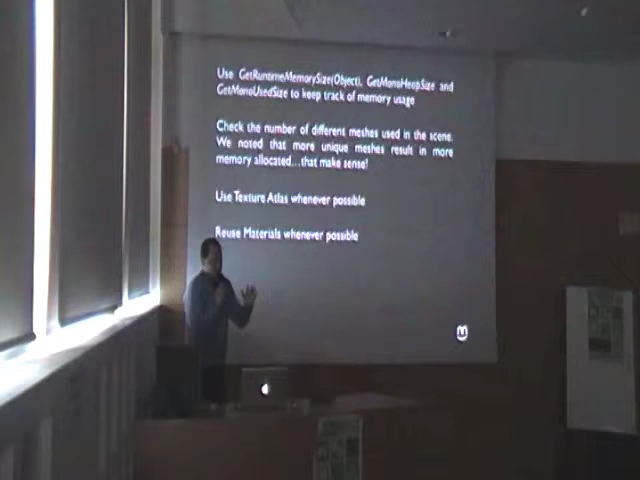 Use GetRuntimeMemorySize(Object), GetMonoHeapSize and
GetMonoUsedSize to keep track of memory usage
Check the number of different meshes used in the scene.
We noted that more unique meshes result in more
memory allocated...that make sense!
Use Texture Atlas whenever possible
Reuse Materials whenever possible